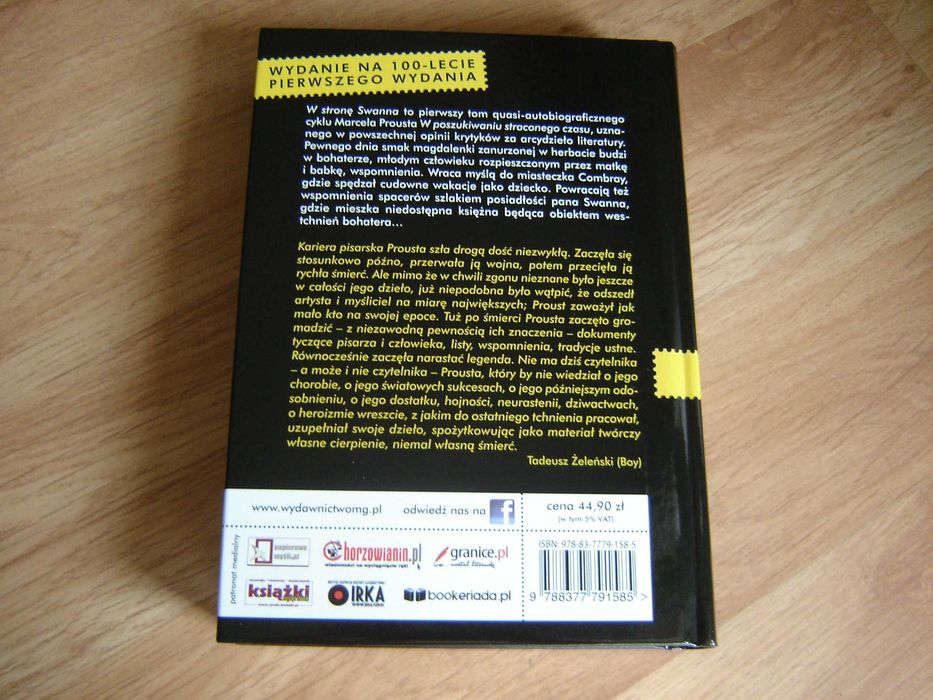 WYDANIE NA 100-LECIE
PIERWSZEGO WYDANIA
W stronę Swanna to pierwszy tom quasi-autobiograficznego
cyklu Marcela Prousta W poszukiwaniu straconego czasu, uzna-
nego w powszechnej opinii krytyków za arcydzieło literatury.
Pewnego dnia smak magdalenki zanurzonej w herbacie budzi
w bohaterze, młodym człowieku rozpieszczonym przez matkę
i babkę, wspomnienia. Wraca myślą do miasteczka Combray,
gdzie spędzał cudowne wakacje jako dziecko. Powracają też
wspomnienia spacerów szlakiem posiadłości pana Swanna,
gdzie mieszka niedostępna księżna będąca obiektem wes-
tchnień bohatera...
Kariera pisarska Prousta szła drogą dość niezwykłą. Zaczęła się
stosunkowo późno, przerwała ją wojna, potem przecięła ją
rychła śmierć. Ale mimo że w chwili zgonu nieznane było jeszcze
w całości jego dzieło, już niepodobna było wątpić, że odszedł
artysta i myśliciel na miarę największych; Proust zaważył jak
mało kto na swojej epoce. Tuż po śmierci Prousta zaczęto gro-
madzić – z niezawodną pewnością ich znaczenia – dokumenty
tyczące pisarza i człowieka, listy, wspomnienia, tradycje ustne.
Równocześnie zaczęła narastać legenda. Nie ma dziś czytelnika
– a może i nie czytelnika – Prousta, który by nie wiedział o jego
chorobie, o jego światowych sukcesach, o jego późniejszym odo-
sobnieniu, o jego dostatku, hojności, neurastenii, dziwactwach,
o heroizmie wreszcie, z jakim do ostatniego tchnienia pracował,
uzupełniał swoje dzieło, spożytkowując jako materiał twórczy
własne cierpienie, niemal własną śmierć.
Tadeusz Żeleński (Boy)
www.wydawnictwomg.pl odwiedź nas na f
cena 44,90 zł
(w tym 5% VAT)
patronat medialny
papierowe
myśli.pl
Chorzowianin.pl
wiadomości na wyciągnięcie ręki
granice.pl
książki
IRKA
bookeriada.pl
ISBN: 978-83-7779-158-5
9 788377 791585 >